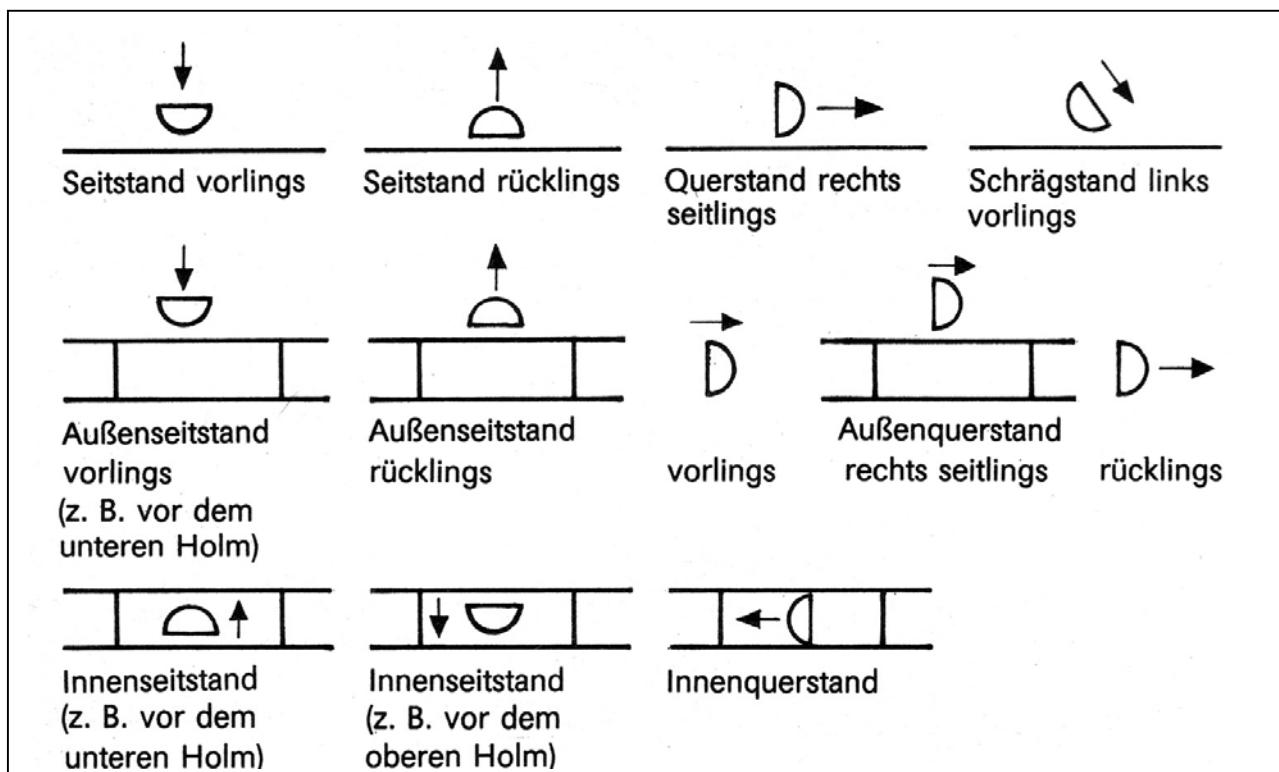 Seitstand vorlings
Seitstand rücklings
Querstand rechts
seitlings
Schrägstand links
vorlings
Außenseitstand
vorlings
(z. B. vor dem
unteren Holm)
Außenseitstand
rücklings
vorlings
Außenquerstand
rechts seitlings
rücklings
Innenseitstand
(z. B. vor dem
unteren Holm)
Innenseitstand
(z. B. vor dem
oberen Holm)
Innenquerstand